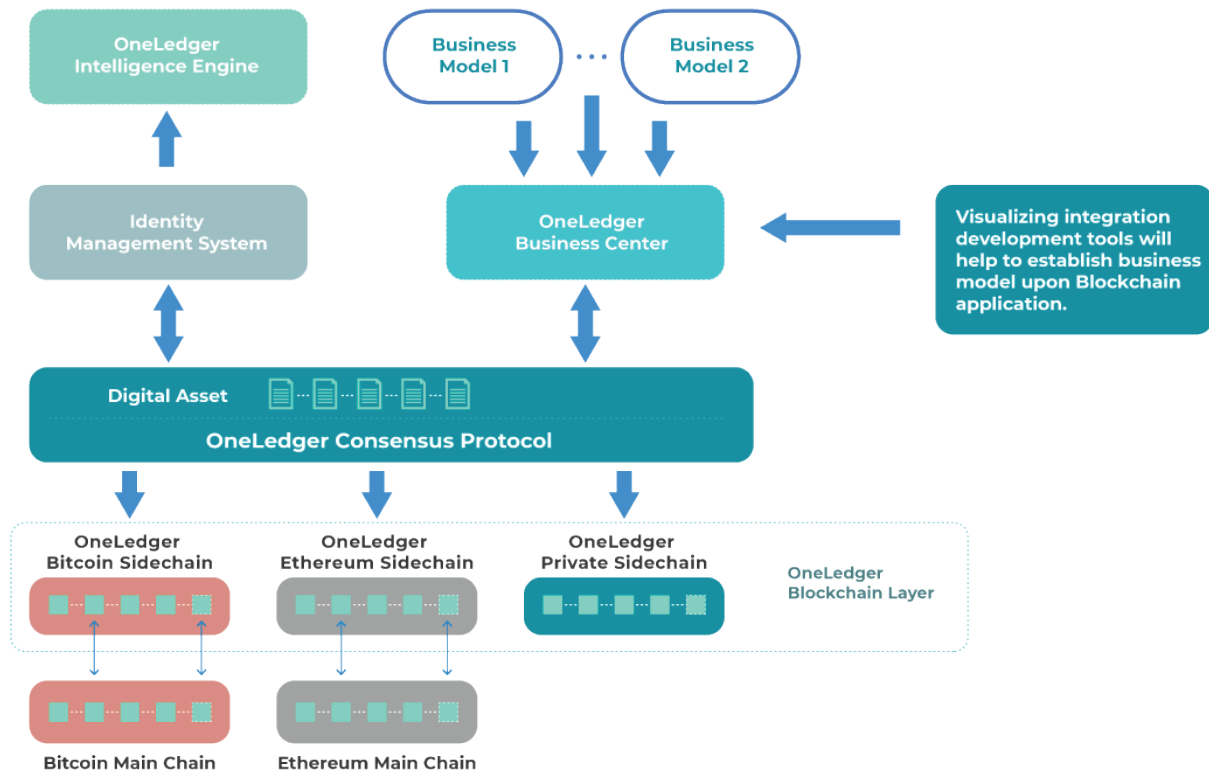 OneLedger
Intelligence Engine
Business
Model 1
...
Business
Model 2
Identity
Management System
OneLedger
Business Center
Visualizing integration
development tools will
help to establish business
model upon Blockchain
application.
Digital Asset
OneLedger Consensus Protocol
OneLedger
Bitcoin Sidechain
OneLedger
Ethereum Sidechain
OneLedger
Private Sidechain
OneLedger
Blockchain Layer
Bitcoin Main Chain
Ethereum Main Chain